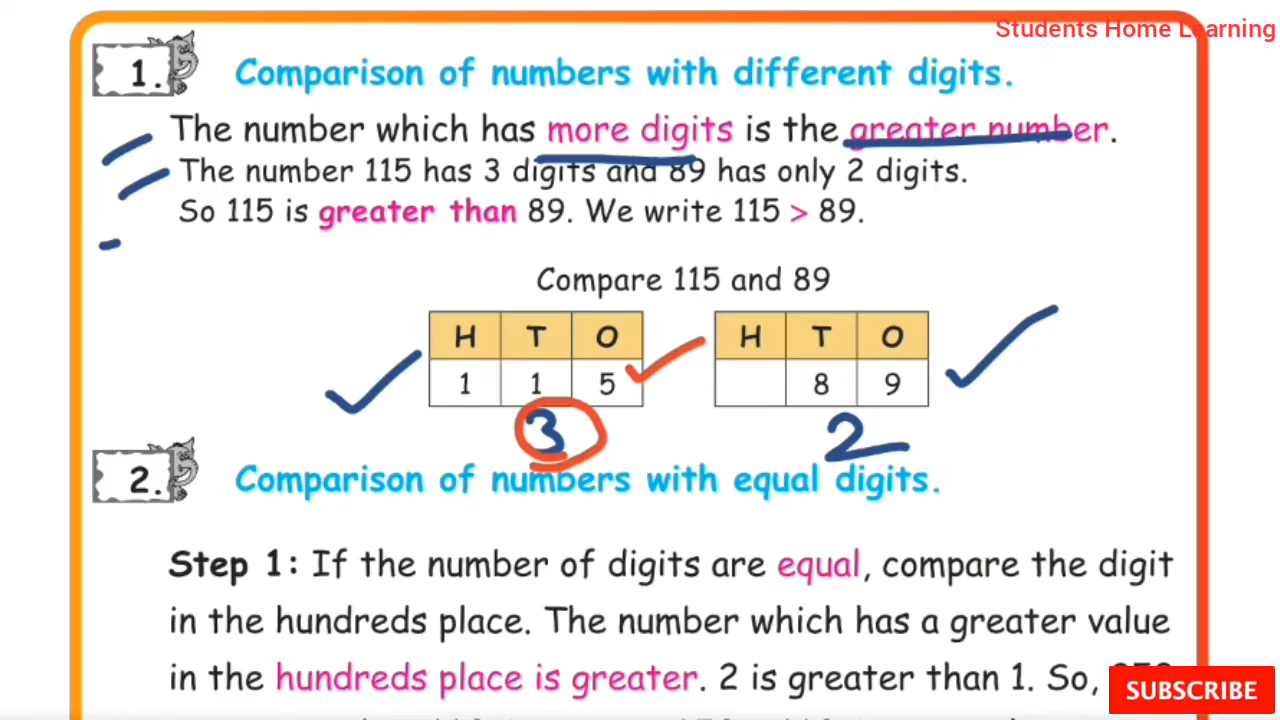 Students Home Learning
1. Comparison of numbers with different digits.
The number which has more digits is the greater number.
The number 115 has 3 digits and 89 has only 2 digits.
So 115 is greater than 89. We write 115 > 89.
Compare 115 and 89
H T O H T O
1 1 5 8 9
3 2
2. Comparison of numbers with equal digits.
Step 1: If the number of digits are equal, compare the digit
in the hundreds place. The number which has a greater value
in the hundreds place is greater. 2 is greater than 1. So,
SUBSCRIBE